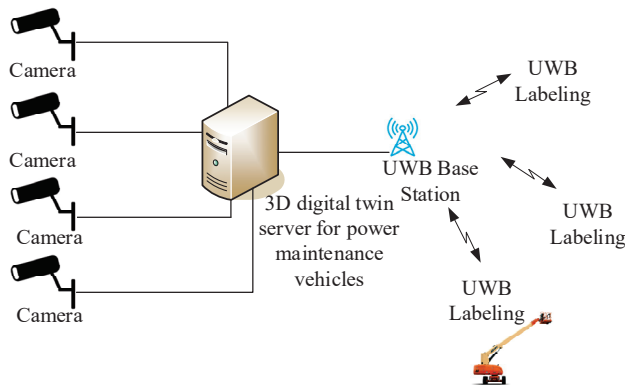 Camera
Camera
Camera
Camera
3D digital twin
server for power
maintenance
vehicles
UWB Base
Station
UWB
Labeling
UWB
Labeling
UWB
Labeling